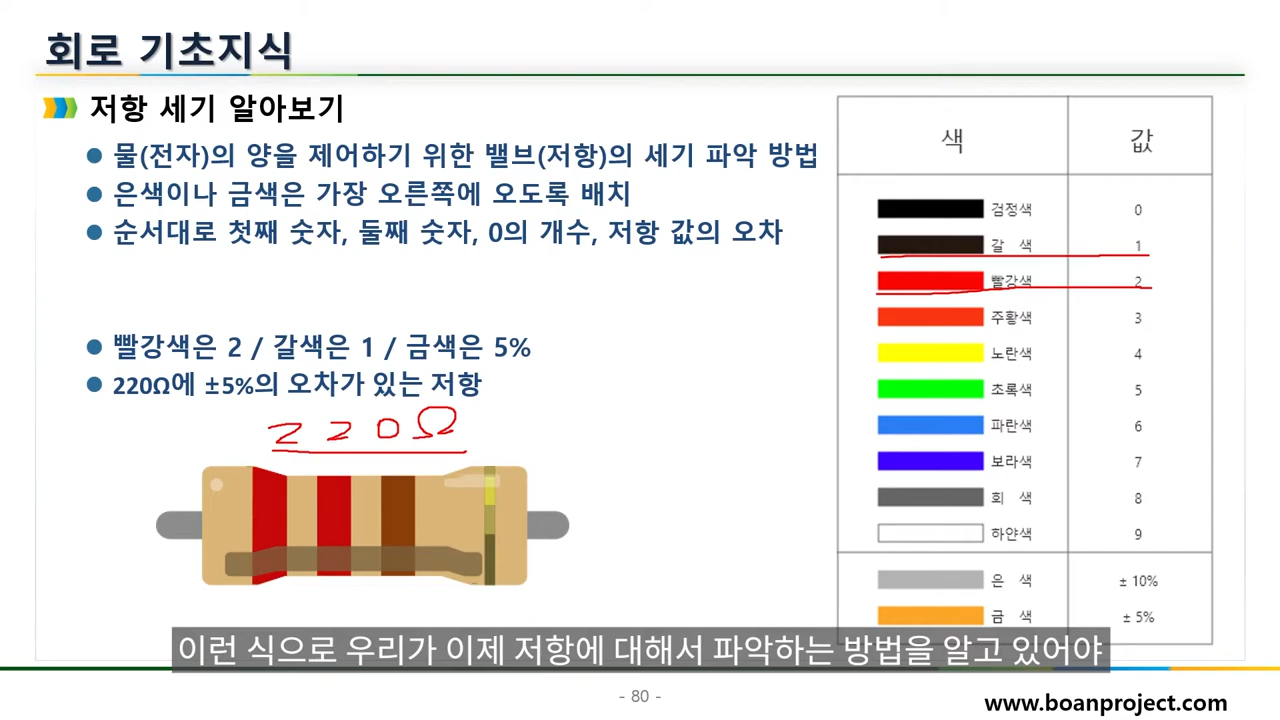 회로 기초지식
저항 세기 알아보기
물(전자)의 양을 제어하기 위한 밸브(저항)의 세기 파악 방법
은색이나 금색은 가장 오른쪽에 오도록 배치
순서대로 첫째 숫자, 둘째 숫자, 0의 개수, 저항 값의 오차
빨강색은 2 / 갈색은 1 / 금색은 5%
220Ω에 ±5%의 오차가 있는 저항
220Ω
색 값
검정색 0
갈 색 1
빨강색 2
주황색 3
노란색 4
초록색 5
파란색 6
보라색 7
회 색 8
하얀색 9
은 색 ± 10%
금 색 ± 5%
이런 식으로 우리가 이제 저항에 대해서 파악하는 방법을 알고 있어야
- 80 -
www.boanproject.com